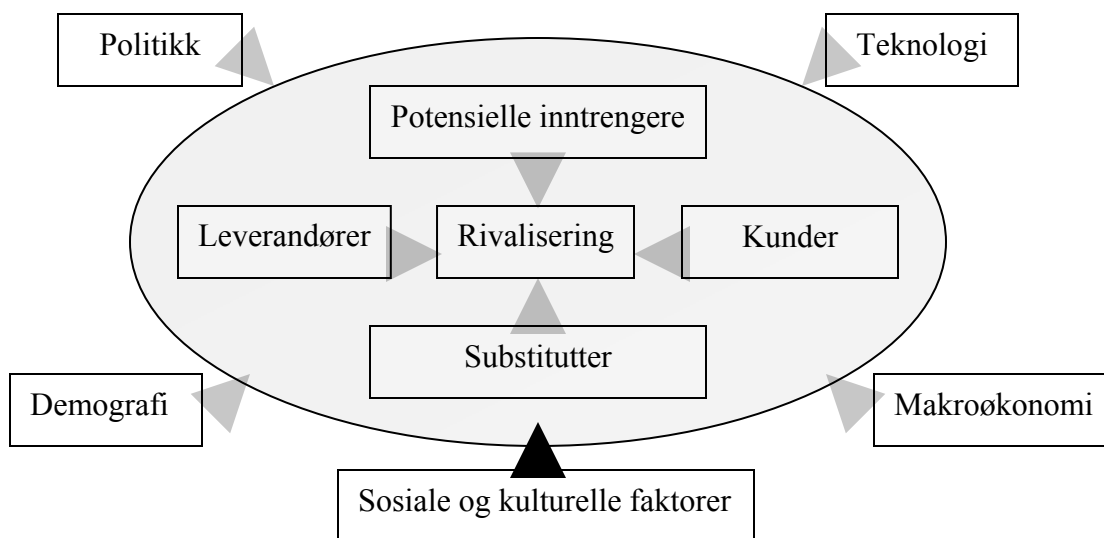 Politikk
Teknologi
Potensielle inntrengere
Leverandører
Rivalisering
Kunder
Substitutter
Demografi
Makroøkonomi
Sosiale og kulturelle faktorer